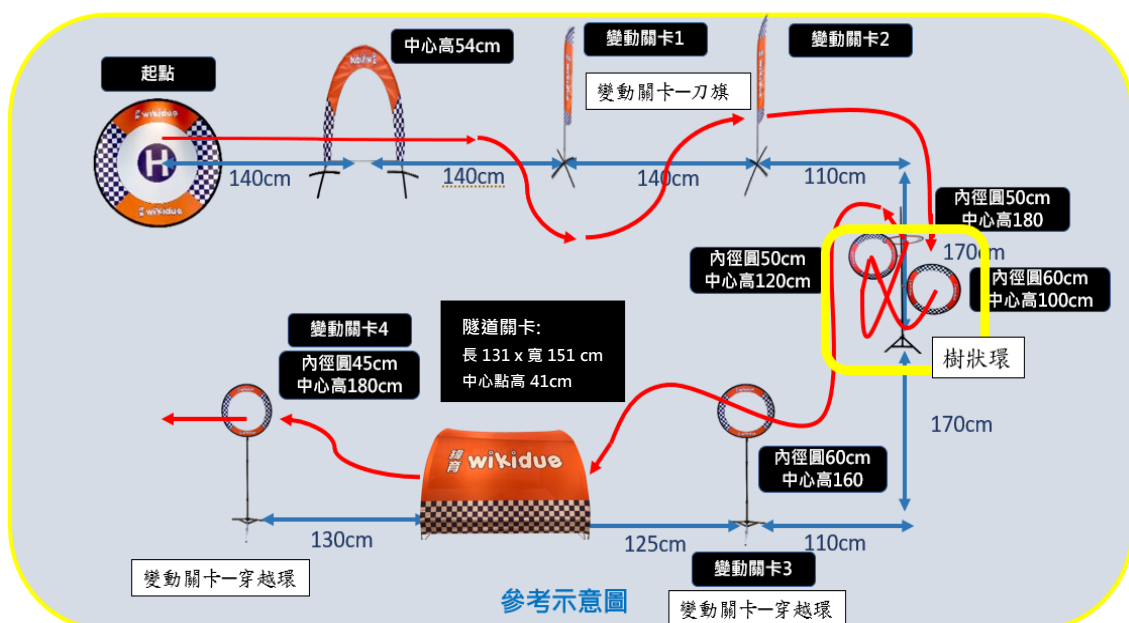 起點
中心高54cm
變動關卡1
變動關卡2
變動關卡—刀旗
wikidue
H
wikidue
140cm
140cm
140cm
110cm
內徑圓50cm
中心高180
170cm
內徑圓50cm
中心高120cm
內徑圓60cm
中心高100cm
樹狀環
170cm
變動關卡4
內徑圓45cm
中心高180cm
隧道關卡:
長 131 x 寬 151 cm
中心點高 41cm
緯育 wikidue
內徑圓60cm
中心高160
130cm
125cm
110cm
變動關卡—穿越環
變動關卡3
變動關卡—穿越環
參考示意圖